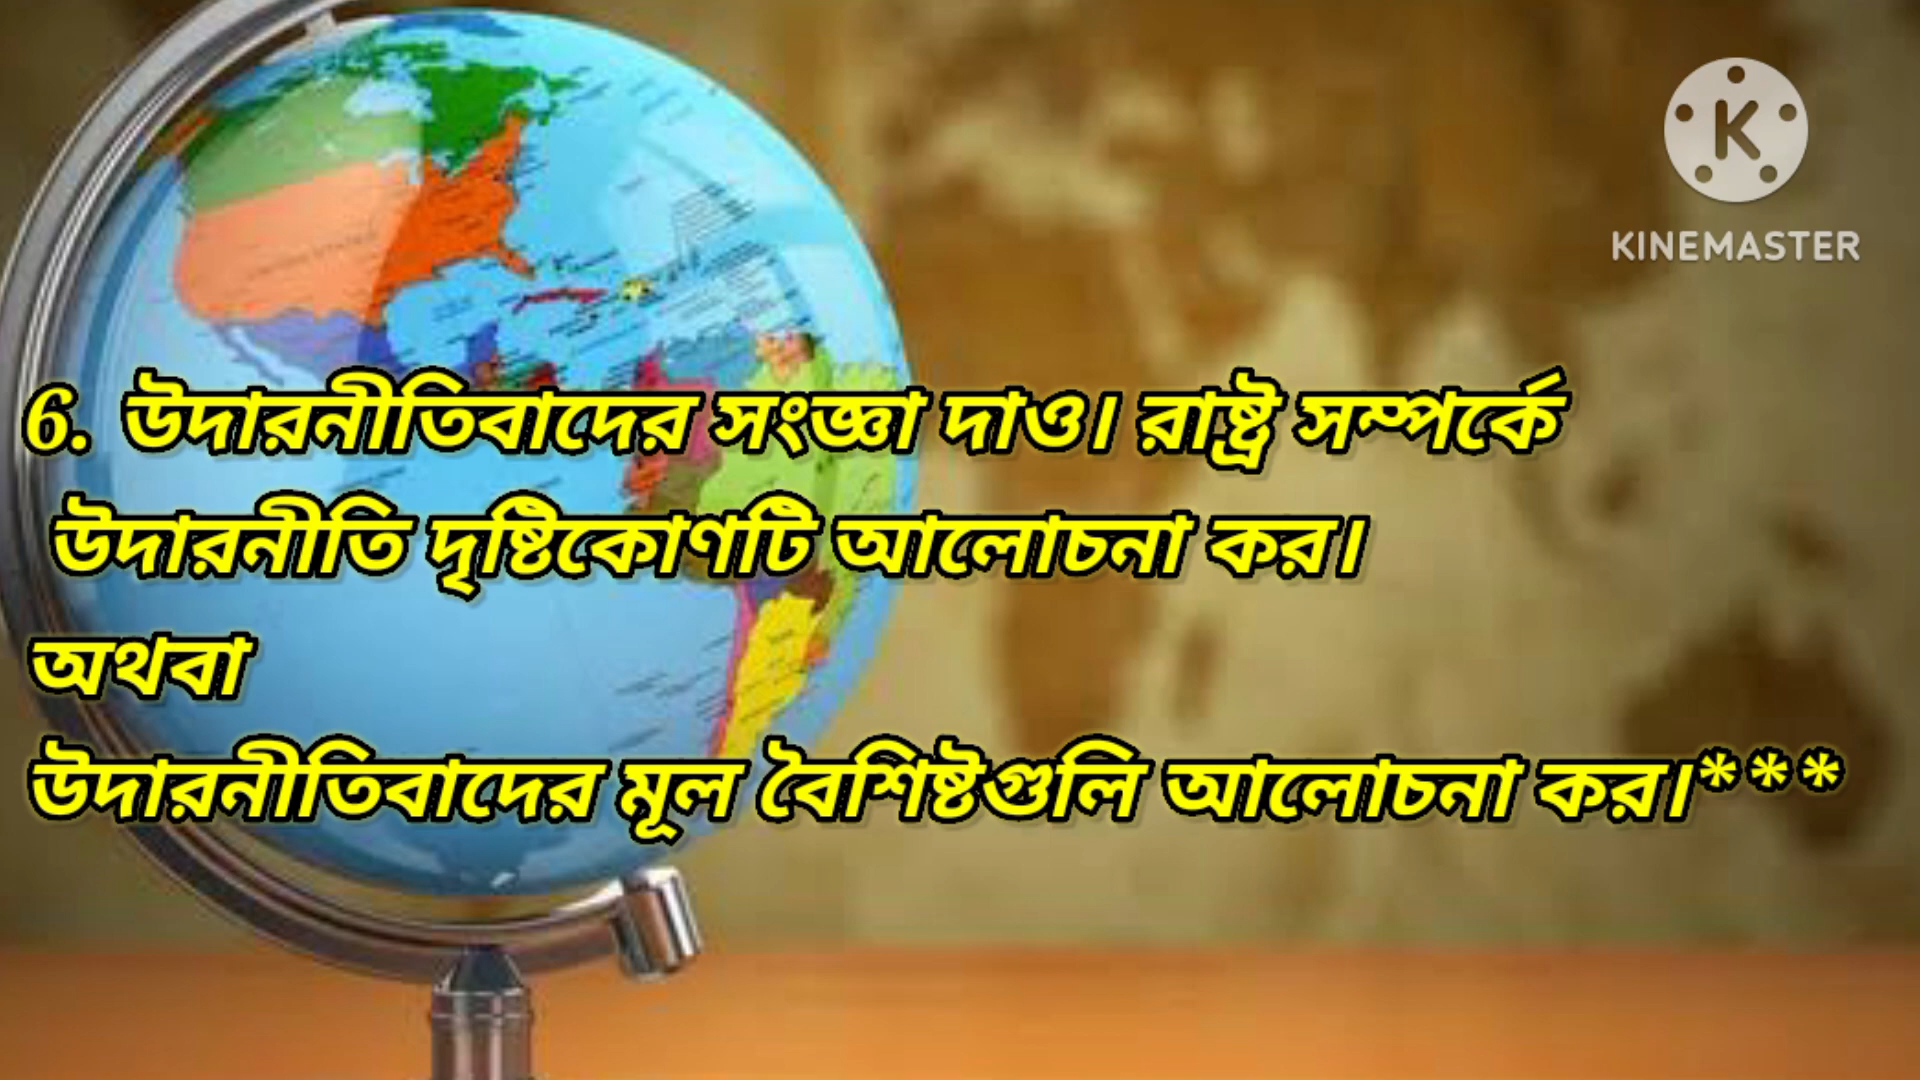 KINEMASTER
6. উদারনীতিবাদের সংজ্ঞা দাও। রাষ্ট্র সম্পর্কে
উদারনীতি দৃষ্টিকোণটি আলোচনা কর।
অথবা
উদারনীতিবাদের মূল বৈশিষ্টগুলি আলোচনা কর।***